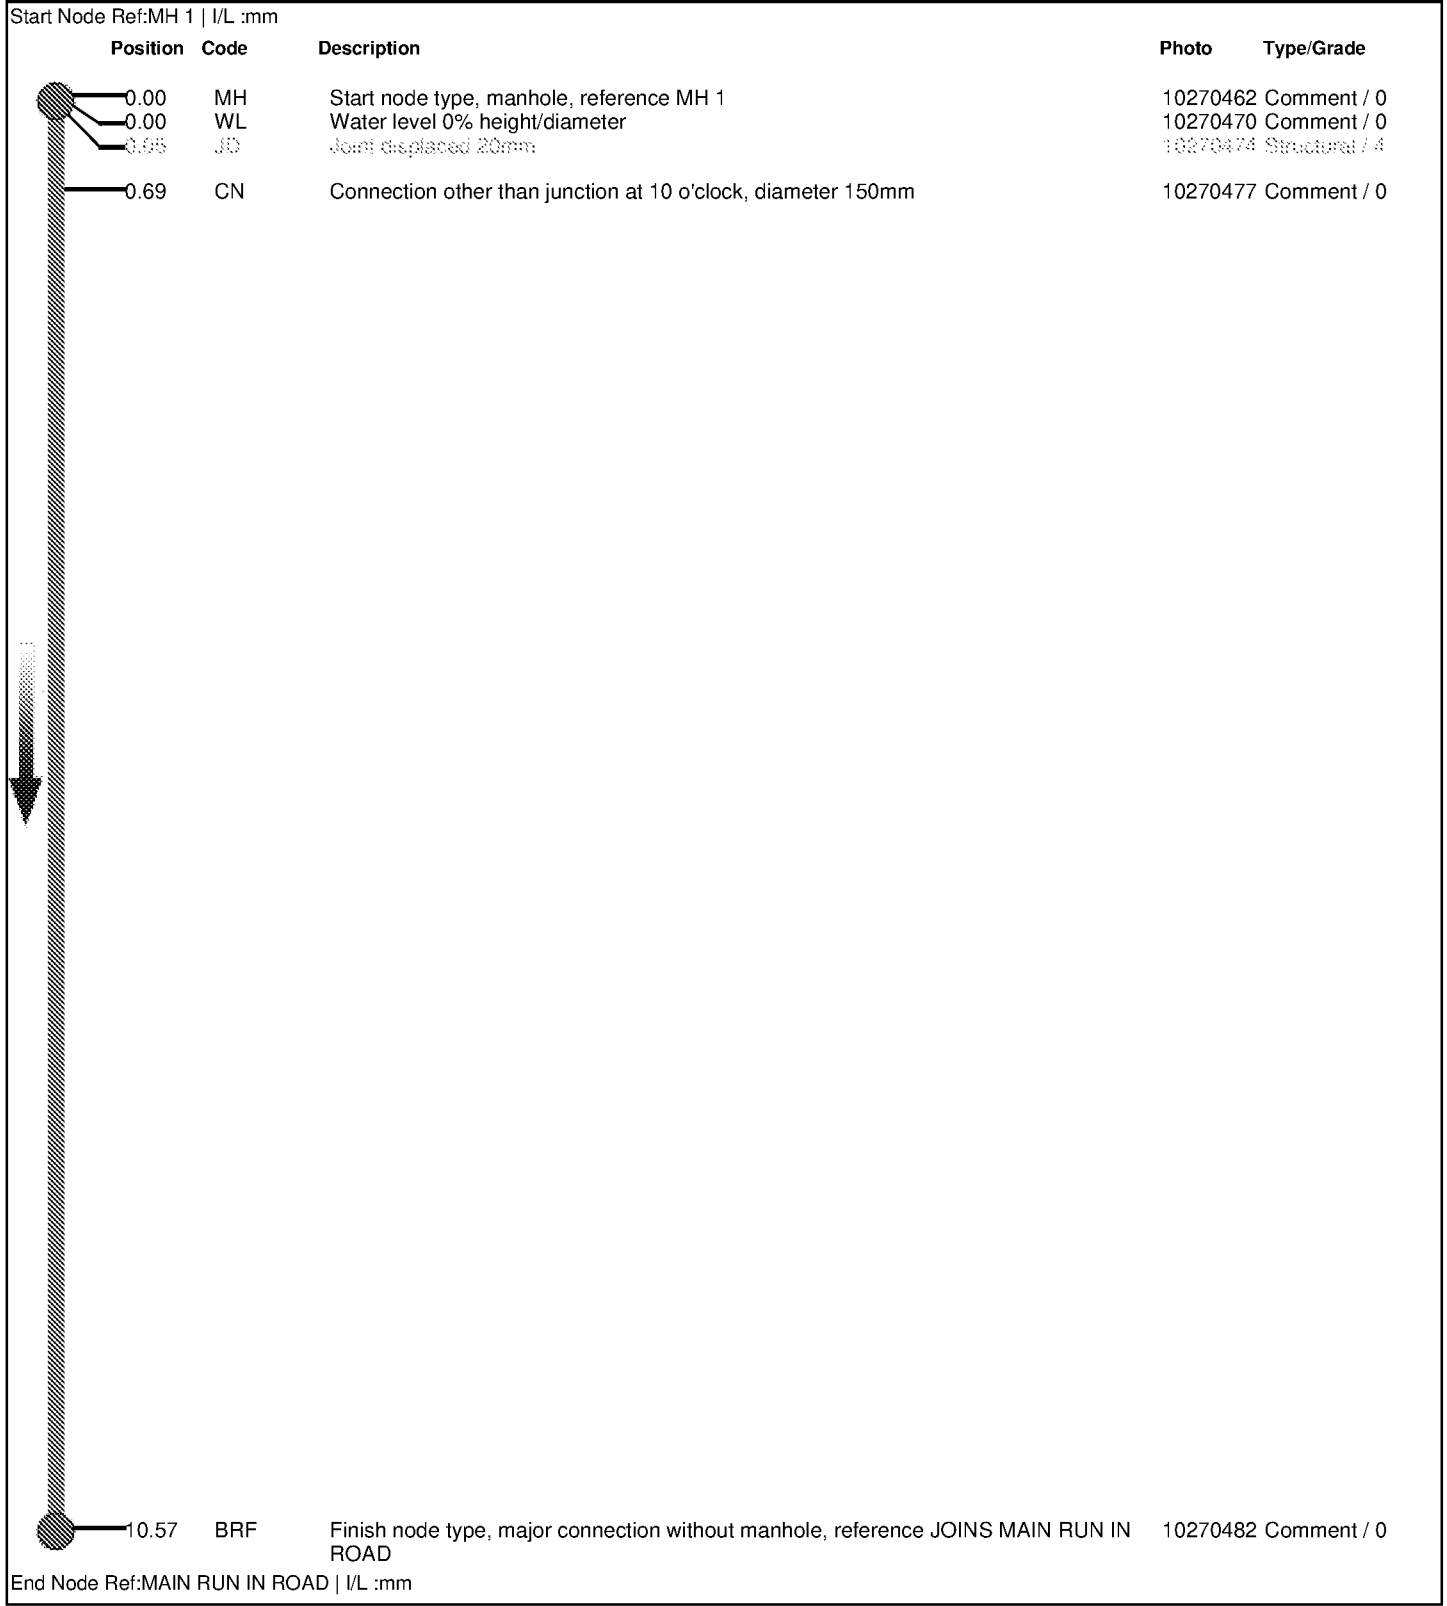 Start Node Ref:MH 1 | I/L :mm
Position Code Description Photo Type/Grade
0.00 MH Start node type, manhole, reference MH 1 10270462 Comment / 0
0.00 WL Water level 0% height/diameter 10270470 Comment / 0
0.05 JD Joint displaced 20mm 10270474 Structural / 4
0.69 CN Connection other than junction at 10 o'clock, diameter 150mm 10270477 Comment / 0
10.57 BRF Finish node type, major connection without manhole, reference JOINS MAIN RUN IN 10270482 Comment / 0
ROAD
End Node Ref:MAIN RUN IN ROAD | I/L :mm